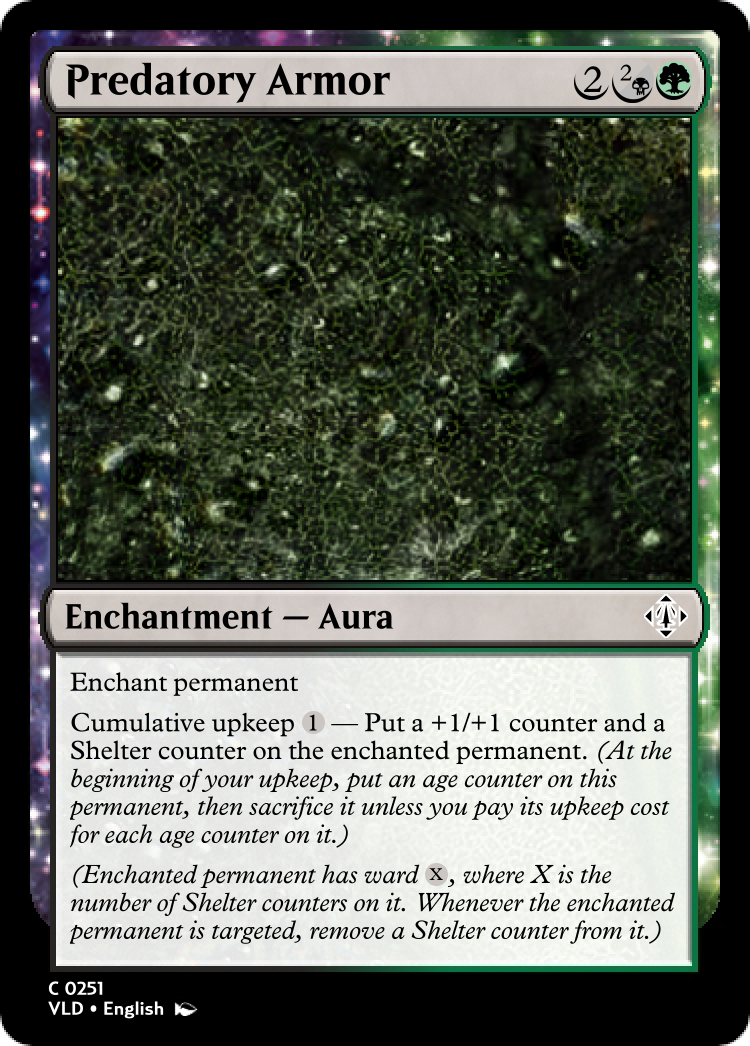 Predatory Armor 2 2 
Enchantment — Aura
Enchant permanent
Cumulative upkeep 1 — Put a +1/+1 counter and a
Shelter counter on the enchanted permanent. (At the
beginning of your upkeep, put an age counter on this
permanent, then sacrifice it unless you pay its upkeep cost
for each age counter on it.)
(Enchanted permanent has ward X, where X is the
number of Shelter counters on it. Whenever the enchanted
permanent is targeted, remove a Shelter counter from it.)
C 0251
VLD • English